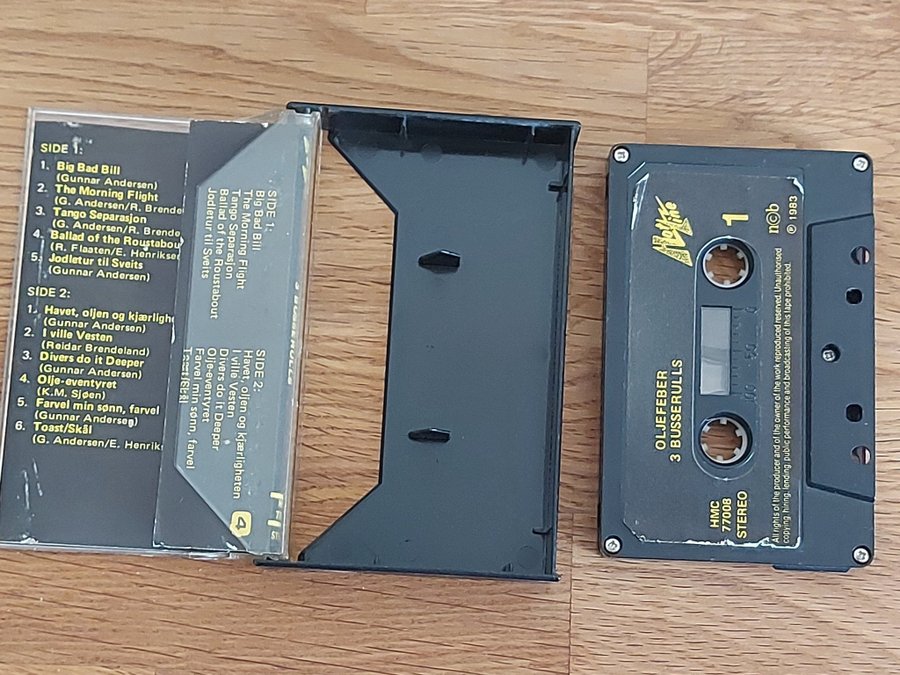 SIDE 1:
1. Big Bad Bill
(Gunnar Andersen)
2. The Morning Flight
(G. Andersen/R. Brende
3. Tango Separasjon
(G. Andersen/R. Brende
4. Ballad of the Roustabou
(R. Flaaten/E. Henrikser
5. Jodletur til Sveits
(Gunnar Andersen)
SIDE 2:
1. Havet, oljen og kjærlighe
(Gunnar Andersen)
2. I ville Vesten
(Reidar Brendeland)
3. Divers do it Deeper
(Gunnar Andersen)
4. Olje-eventyret
(K.M. Sjøen)
5. Farvel min sønn, farvel
(Gunnar Andersen)
6. Toast/Skål
(G. Andersen/E. Henrik
SIDE 1:
Big Bad Bill
The Morning Flight
Tango Separasjon
Ballad of the Roustabout
Jodletur til Sveits
SIDE 2:
Havet, oljen og kjærligheten
I ville Vesten
Divers do it Deeper
Olje-eventyret
Farvel min sønn, farvel
Toast/Skål
4
1
ncb
℗ 1983
OLJEFEBER
3 BUSSERULLS
HMC
77008
STEREO
All rights of the producer and of the owner of the work reproduced reserved. Unauthorised
copying, hiring, lending, public performance and broadcasting of this tape prohibited.
100 50 0